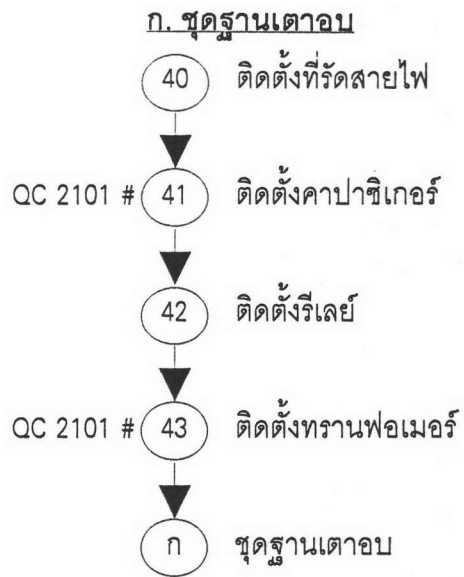 ก. ชุดฐานเตาอบ
40 ติดตั้งที่รัดสายไฟ
QC 2101 # 41 ติดตั้งคาปาซิเกอร์
42 ติดตั้งรีเลย์
QC 2101 # 43 ติดตั้งทรานฟอเมอร์
ก ชุดฐานเตาอบ